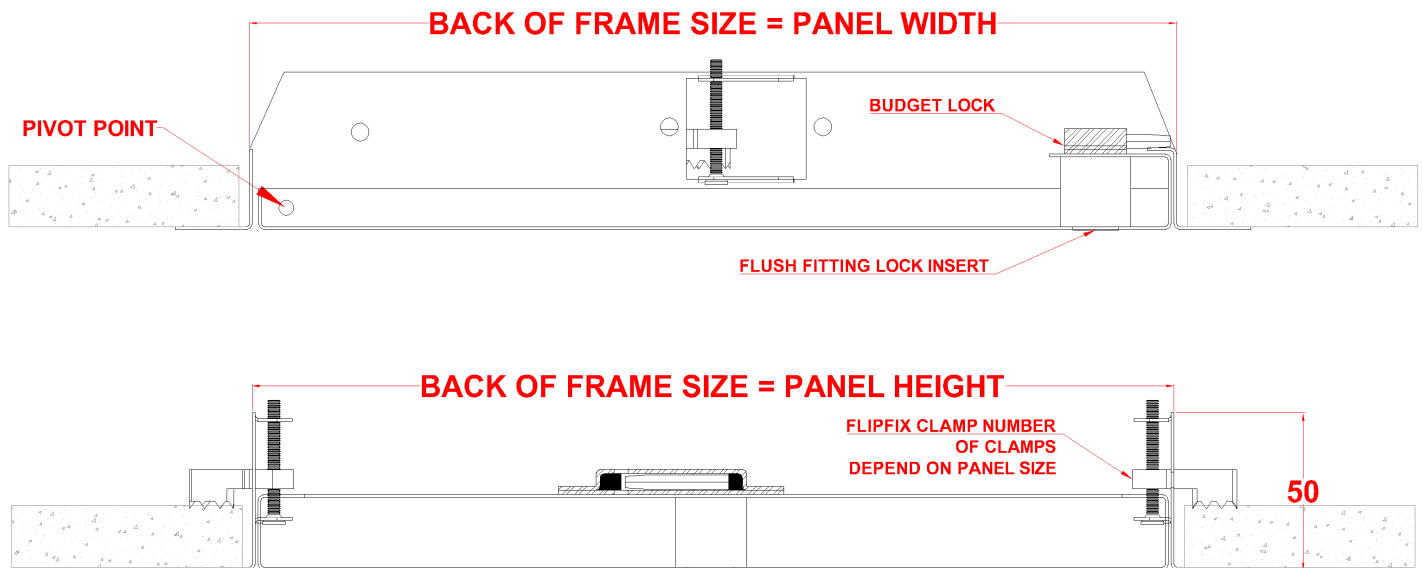 BACK OF FRAME SIZE = PANEL WIDTH
BUDGET LOCK
PIVOT POINT
FLUSH FITTING LOCK INSERT
BACK OF FRAME SIZE = PANEL HEIGHT
FLIPFIX CLAMP NUMBER
OF CLAMPS
DEPEND ON PANEL SIZE
50